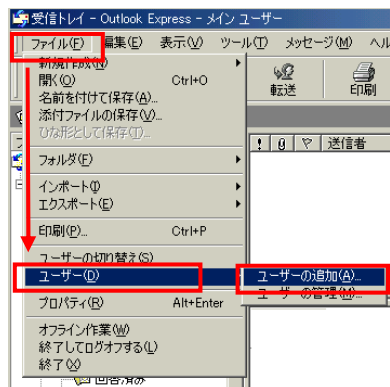 受信トレイ - Outlook Express - メイン ユーザー
ファイル(F) 編集(E) 表示(V) ツール(T) メッセージ(M) ヘル
新規作成(N)
開く(O) Ctrl+O
名前を付けて保存(A)...
添付ファイルの保存(V)...
ひな形として保存(T)...
フォルダ(F)
インポート(I)
エクスポート(E)
印刷(P)... Ctrl+P
ユーザーの切り替え(S)
ユーザー(D)
プロパティ(R) Alt+Enter
オフライン作業(W)
終了してログオフする(L)
終了(X)
転送 印刷
! 送信者
ユーザーの追加(A)...
ユーザーの管理(M)...
回答済み